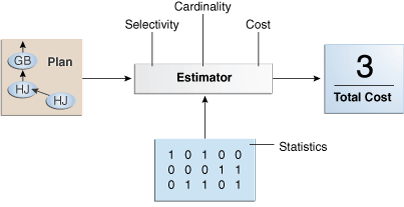 Cardinality
Selectivity
Cost
GB
Plan
HJ
HJ
Estimator
3
Total Cost
Statistics
1 0 1 0 0
0 0 0 1 1
0 1 1 0 1